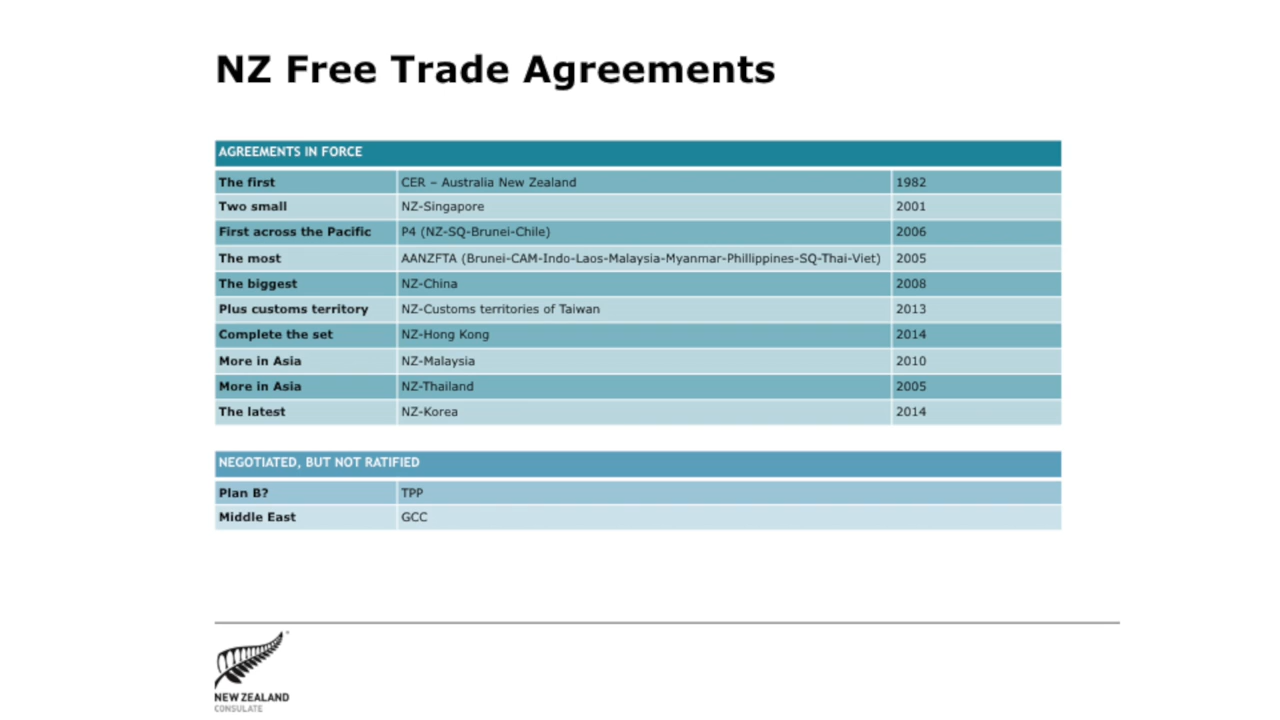 NZ Free Trade Agreements
AGREEMENTS IN FORCE
The first CER – Australia New Zealand 1982
Two small NZ-Singapore 2001
First across the Pacific P4 (NZ-SQ-Brunei-Chile) 2006
The most AANZFTA (Brunei-CAM-Indo-Laos-Malaysia-Myanmar-Phillippines-SQ-Thai-Viet) 2005
The biggest NZ-China 2008
Plus customs territory NZ-Customs territories of Taiwan 2013
Complete the set NZ-Hong Kong 2014
More in Asia NZ-Malaysia 2010
More in Asia NZ-Thailand 2005
The latest NZ-Korea 2014
NEGOTIATED, BUT NOT RATIFIED
Plan B? TPP
Middle East GCC
NEW ZEALAND
CONSULATE